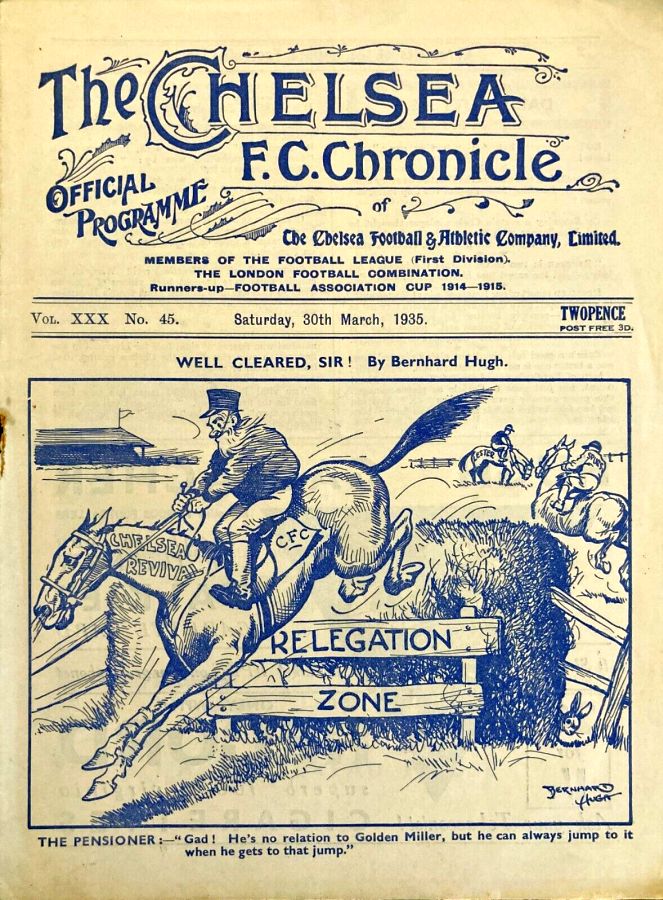 The Chelsea
F.C. Chronicle
OFFICIAL
PROGRAMME
of
The Chelsea Football & Athletic Company, Limited.
MEMBERS OF THE FOOTBALL LEAGUE (First Division).
THE LONDON FOOTBALL COMBINATION.
Runners-up—FOOTBALL ASSOCIATION CUP 1914—1915.
VOL. XXX No. 45. Saturday, 30th March, 1935. TWOPENCE
POST FREE 3D.
WELL CLEARED, SIR! By Bernhard Hugh.
CHELSEA
REVIVAL
CFC
RELEGATION
ZONE
BERNHARD
HUGH
THE PENSIONER:—"Gad! He's no relation to Golden Miller, but he can always jump to it
when he gets to that jump."